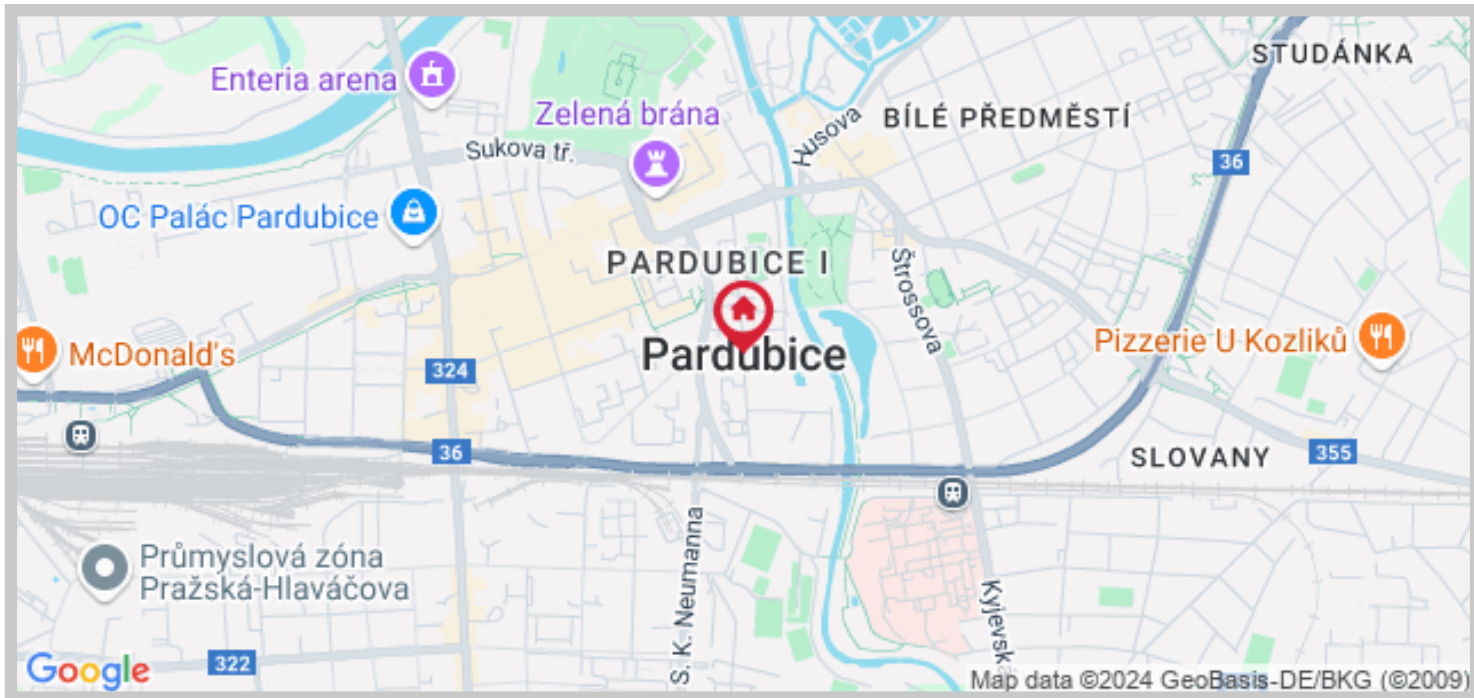 STUDÁNKA
Enteria arena
Zelená brána
BÍLÉ PŘEDMĚSTÍ
Husova
Sukova tř.
36
OC Palác Pardubice
PARDUBICE I
Štrossova
Pardubice
Pizzerie U Kozliků
McDonald's
324
36
SLOVANY
355
Průmyslová zóna
Pražská-Hlaváčova
S. K. Neumanna
Kyjevská
322
Google
Map data ©2024 GeoBasis-DE/BKG (©2009)